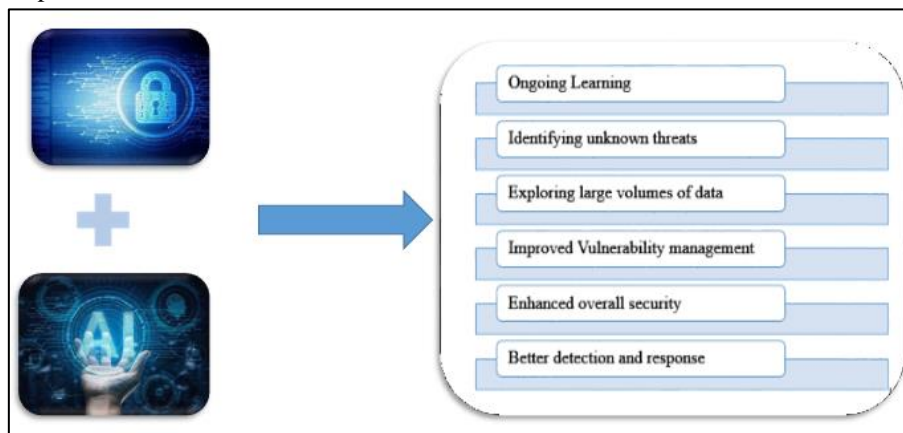 AI
Ongoing Learning
Identifying unknown threats
Exploring large volumes of data
Improved Vulnerability management
Enhanced overall security
Better detection and response